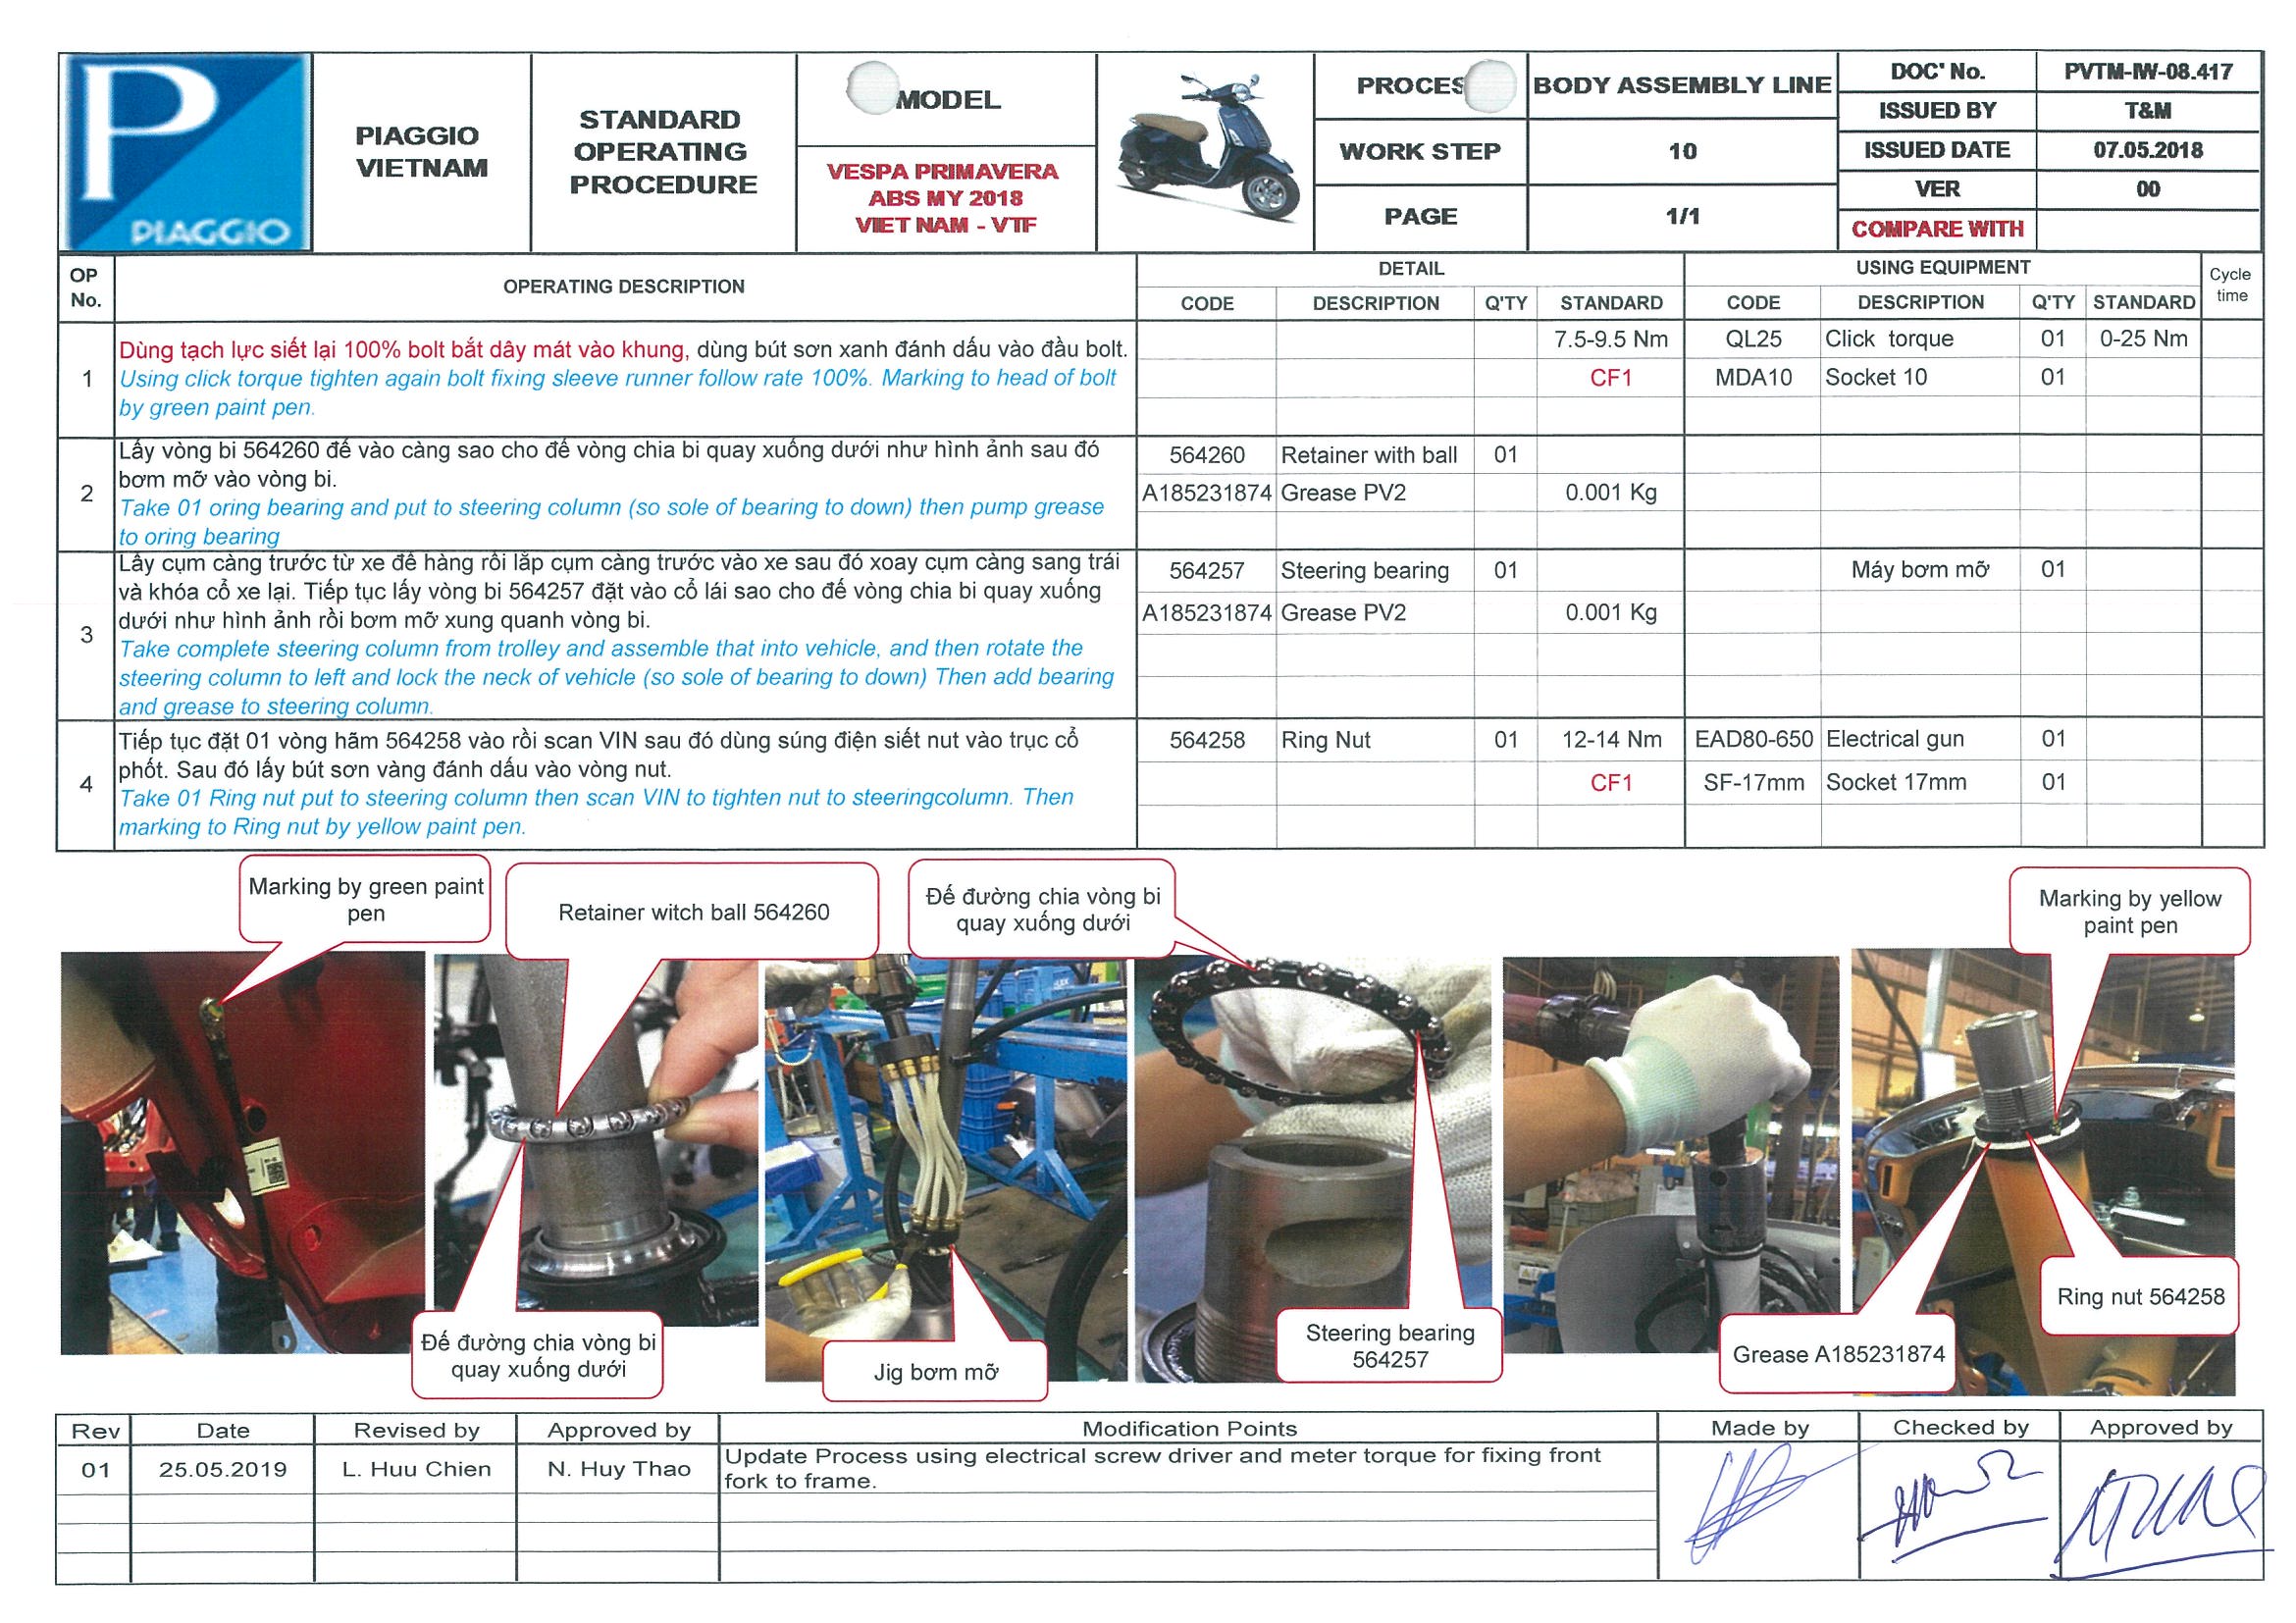 P
PIAGGIO
PIAGGIO
VIETNAM
STANDARD
OPERATING
PROCEDURE
MODEL
VESPA PRIMAVERA
ABS MY 2018
VIET NAM - VTF
PROCES
BODY ASSEMBLY LINE
WORK STEP
10
PAGE
1/1
DOC' No.
PVTM-IW-08.417
ISSUED BY
T&M
ISSUED DATE
07.05.2018
VER
00
COMPARE WITH
OP
No.
OPERATING DESCRIPTION
DETAIL
USING EQUIPMENT
Cycle
time
CODE
DESCRIPTION
Q'TY
STANDARD
CODE
DESCRIPTION
Q'TY
STANDARD
1
Dùng tạch lực siết lại 100% bolt bắt dây mát vào khung, dùng bút sơn xanh đánh dấu vào đầu bolt.
Using click torque tighten again bolt fixing sleeve runner follow rate 100%. Marking to head of bolt
by green paint pen.
7.5-9.5 Nm
QL25
Click torque
01
0-25 Nm
CF1
MDA10
Socket 10
01
2
Lấy vòng bi 564260 để vào càng sao cho đế vòng chia bi quay xuống dưới như hình ảnh sau đó
bơm mỡ vào vòng bi.
Take 01 oring bearing and put to steering column (so sole of bearing to down) then pump grease
to oring bearing
564260
Retainer with ball
01
A185231874
Grease PV2
0.001 Kg
3
Lấy cụm càng trước từ xe để hàng rồi lắp cụm càng trước vào xe sau đó xoay cụm càng sang trái
và khóa cổ xe lại. Tiếp tục lấy vòng bi 564257 đặt vào cổ lái sao cho đế vòng chia bi quay xuống
dưới như hình ảnh rồi bơm mỡ xung quanh vòng bi.
Take complete steering column from trolley and assemble that into vehicle, and then rotate the
steering column to left and lock the neck of vehicle (so sole of bearing to down) Then add bearing
and grease to steering column.
564257
Steering bearing
01
Máy bơm mỡ
01
A185231874
Grease PV2
0.001 Kg
4
Tiếp tục đặt 01 vòng hãm 564258 vào rồi scan VIN sau đó dùng súng điện siết nut vào trục cổ
phốt. Sau đó lấy bút sơn vàng đánh dấu vào vòng nut.
Take 01 Ring nut put to steering column then scan VIN to tighten nut to steeringcolumn. Then
marking to Ring nut by yellow paint pen.
564258
Ring Nut
01
12-14 Nm
EAD80-650
Electrical gun
01
CF1
SF-17mm
Socket 17mm
01
Marking by green paint
pen
Retainer witch ball 564260
Đế đường chia vòng bi
quay xuống dưới
Marking by yellow
paint pen
Đế đường chia vòng bi
quay xuống dưới
Jig bơm mỡ
Steering bearing
564257
Grease A185231874
Ring nut 564258
Rev
Date
Revised by
Approved by
Modification Points
Made by
Checked by
Approved by
01
25.05.2019
L. Huu Chien
N. Huy Thao
Update Process using electrical screw driver and meter torque for fixing front
fork to frame.